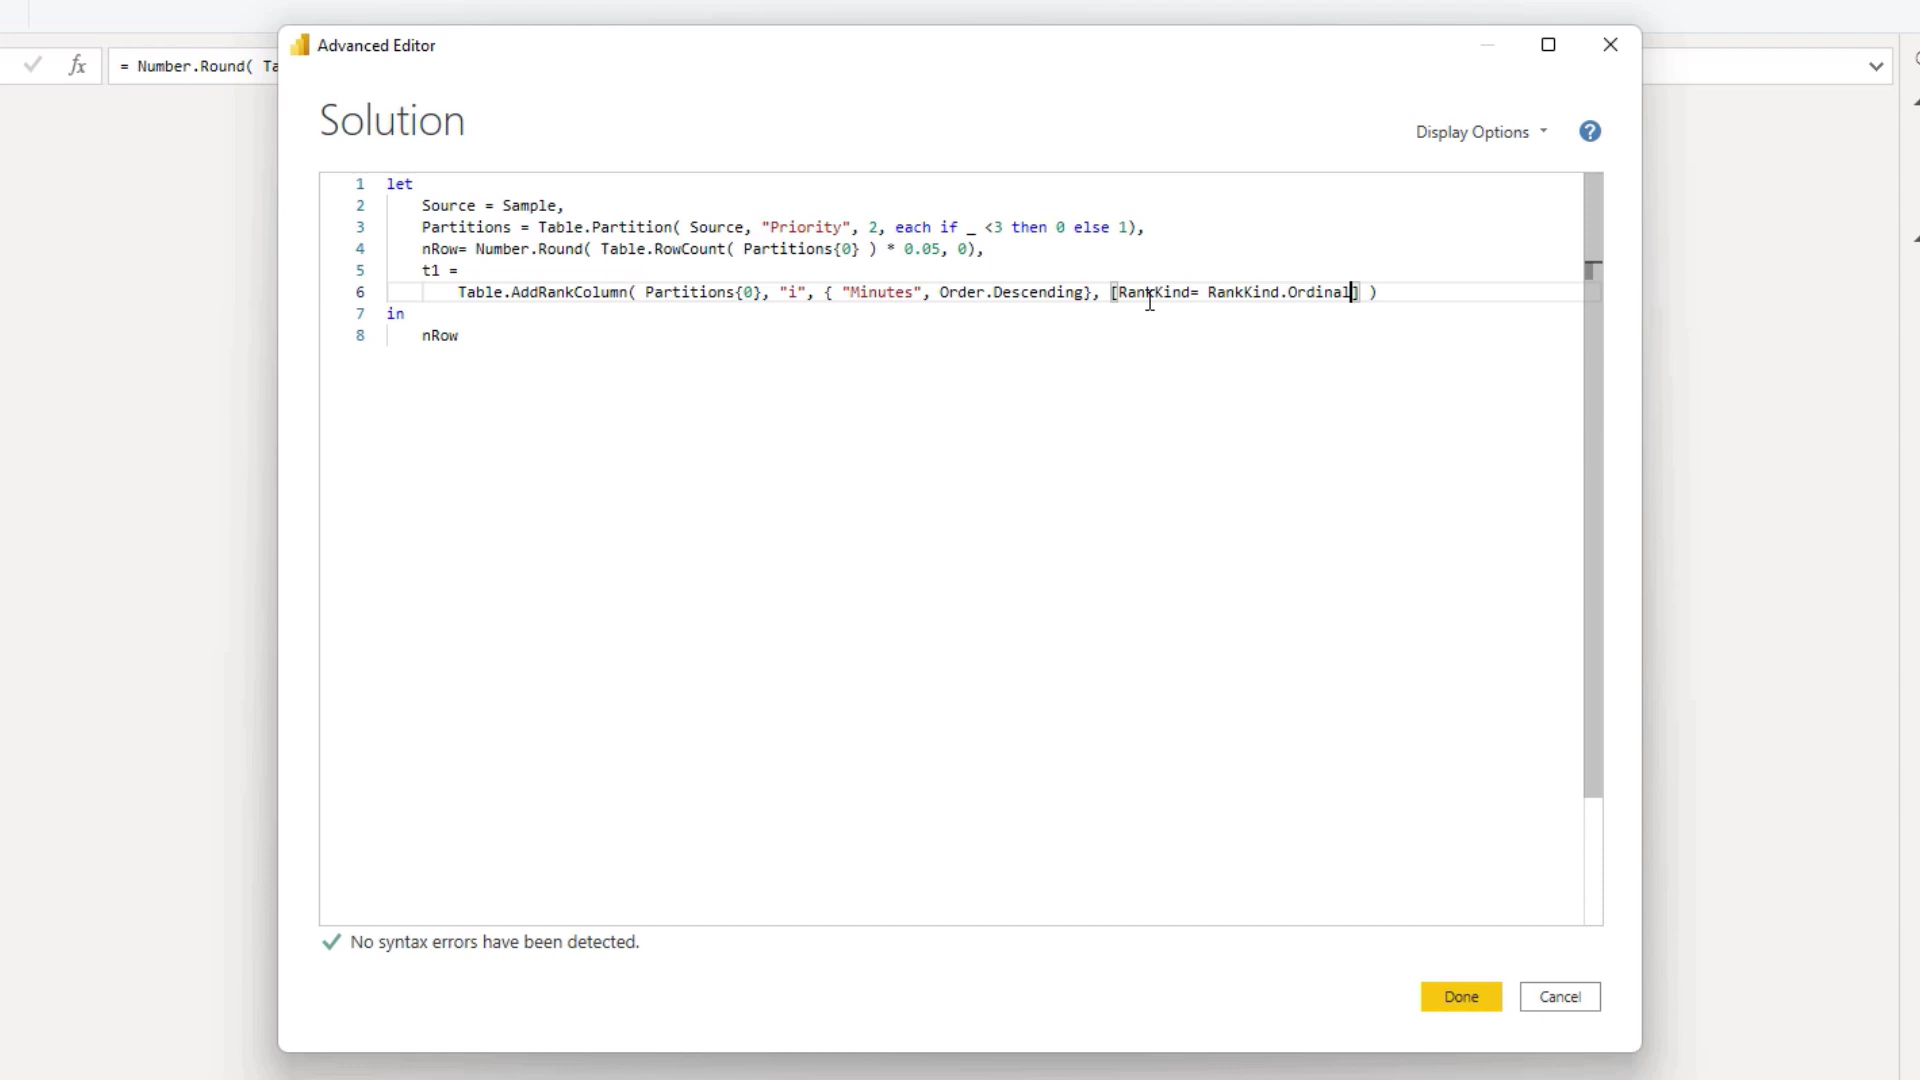 Advanced Editor
fx
= Number.Round( Ta
Solution
Display Options
?
1 let
2 Source = Sample,
3 Partitions = Table.Partition( Source, "Priority", 2, each if _ <3 then 0 else 1),
4 nRow= Number.Round( Table.RowCount( Partitions{0} ) * 0.05, 0),
5 t1 =
6 Table.AddRankColumn( Partitions{0}, "i", { "Minutes", Order.Descending}, [RankKind= RankKind.Ordinal] )
7 in
8 nRow
No syntax errors have been detected.
Done
Cancel